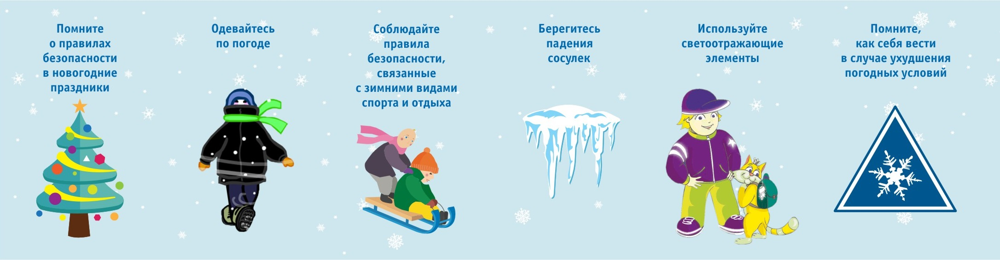 Помните
о правилах
безопасности
в новогодние
праздники
Одевайтесь
по погоде
Соблюдайте
правила
безопасности,
связанные
с зимними видами
спорта и отдыха
Берегитесь
падения
сосулек
Используйте
светоотражающие
элементы
Помните,
как себя вести
в случае ухудшения
погодных условий